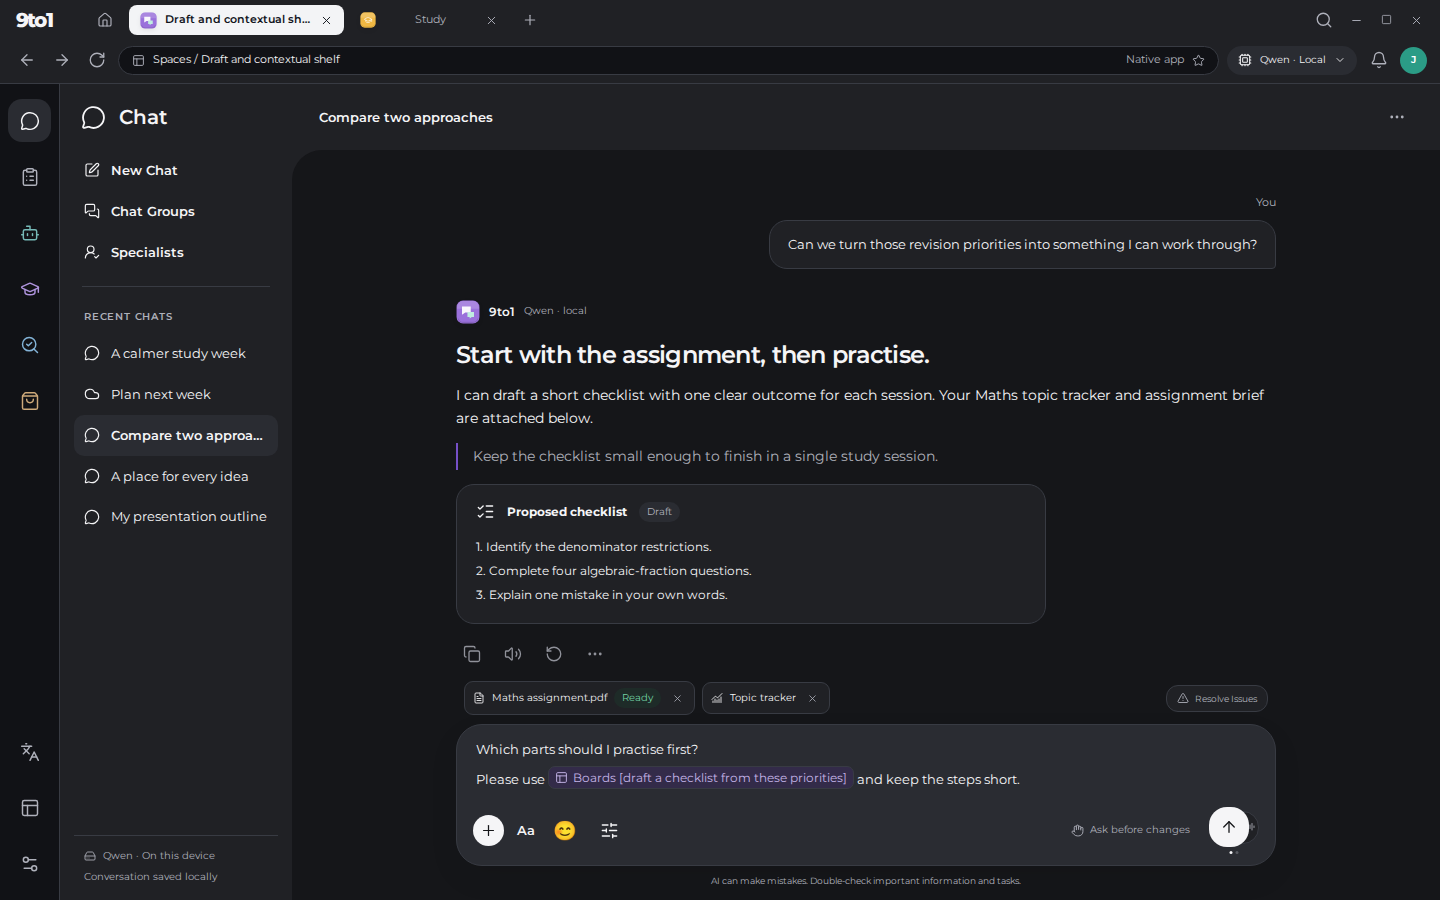 9to1
Draft and contextual sh...
Study
Spaces / Draft and contextual shelf
Native app
Qwen · Local
J
Chat
New Chat
Chat Groups
Specialists
RECENT CHATS
A calmer study week
Plan next week
Compare two approa...
A place for every idea
My presentation outline
Qwen · On this device
Conversation saved locally
Compare two approaches
You
Can we turn those revision priorities into something I can work through?
9to1 Qwen · local
Start with the assignment, then practise.
I can draft a short checklist with one clear outcome for each session. Your Maths topic tracker and assignment brief
are attached below.
Keep the checklist small enough to finish in a single study session.
Proposed checklist Draft
1. Identify the denominator restrictions.
2. Complete four algebraic-fraction questions.
3. Explain one mistake in your own words.
Maths assignment.pdf Ready
Topic tracker
Resolve Issues
Which parts should I practise first?
Please use Boards [draft a checklist from these priorities] and keep the steps short.
Aa
Ask before changes
AI can make mistakes. Double-check important information and tasks.